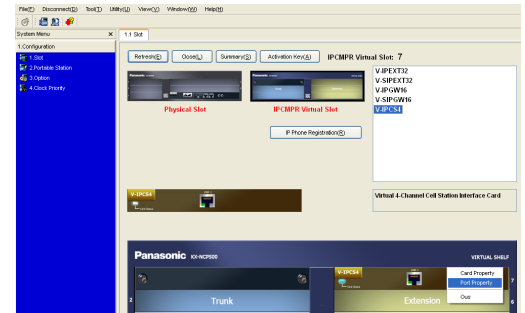 File(F) Disconnect(D) Tool(T) Utility(U) View(V) Window(W) Help(H)
System Menu X
1.1 Slot
1.Configuration
1.Slot
2.Portable Station
3.Option
4.Clock Priority
Refresh(E) Close(L) Summary(S) Activation Key(A) IPCMPR Virtual Slot: 7
V-IPEXT32
V-SIPEXT32
V-IPGW16
V-SIPGW16
V-IPCS4
Physical Slot IPCMPR Virtual Slot
IP Phone Registration(R)
V-IPCS4
Virtual 4-Channel Cell Station Interface Card
Panasonic KX-NCP500 VIRTUAL SHELF
V-IPCS4
Card Property
Port Property
Ous
7
2 Trunk Extension 6